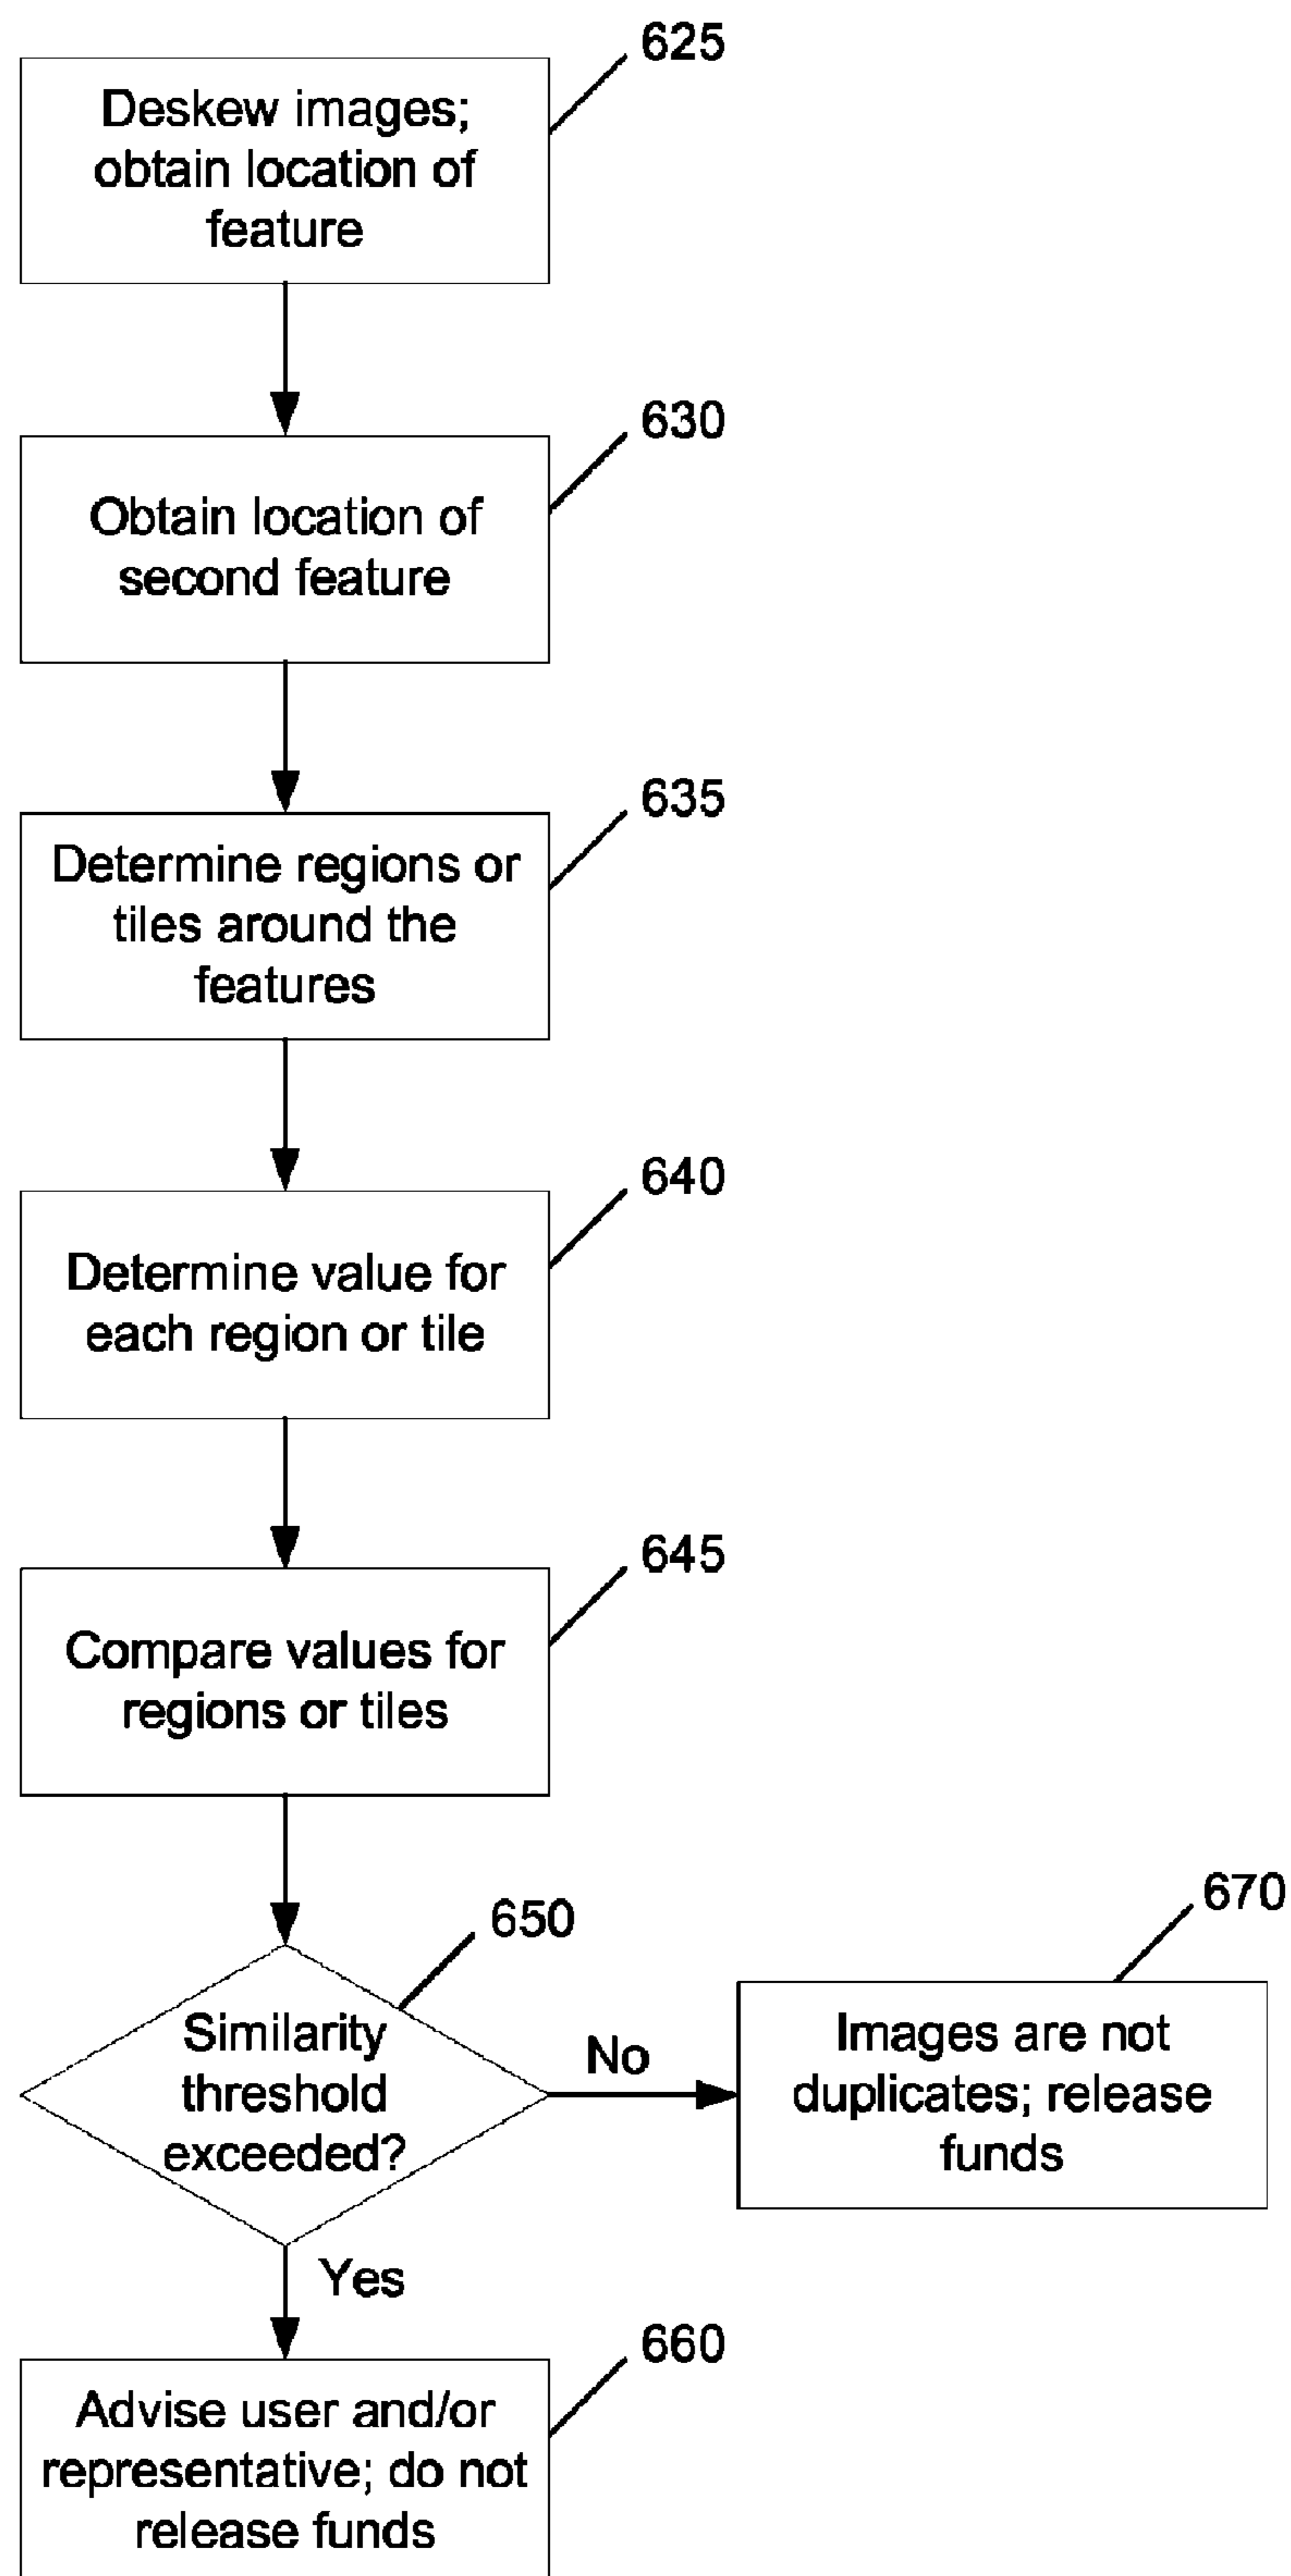 625
Deskew images;
obtain location of
feature
630
Obtain location of
second feature
635
Determine regions or
tiles around the
features
640
Determine value for
each region or tile
645
Compare values for
regions or tiles
650
Similarity
threshold
exceeded?
No
670
Images are not
duplicates; release
funds
Yes
660
Advise user and/or
representative; do not
release funds